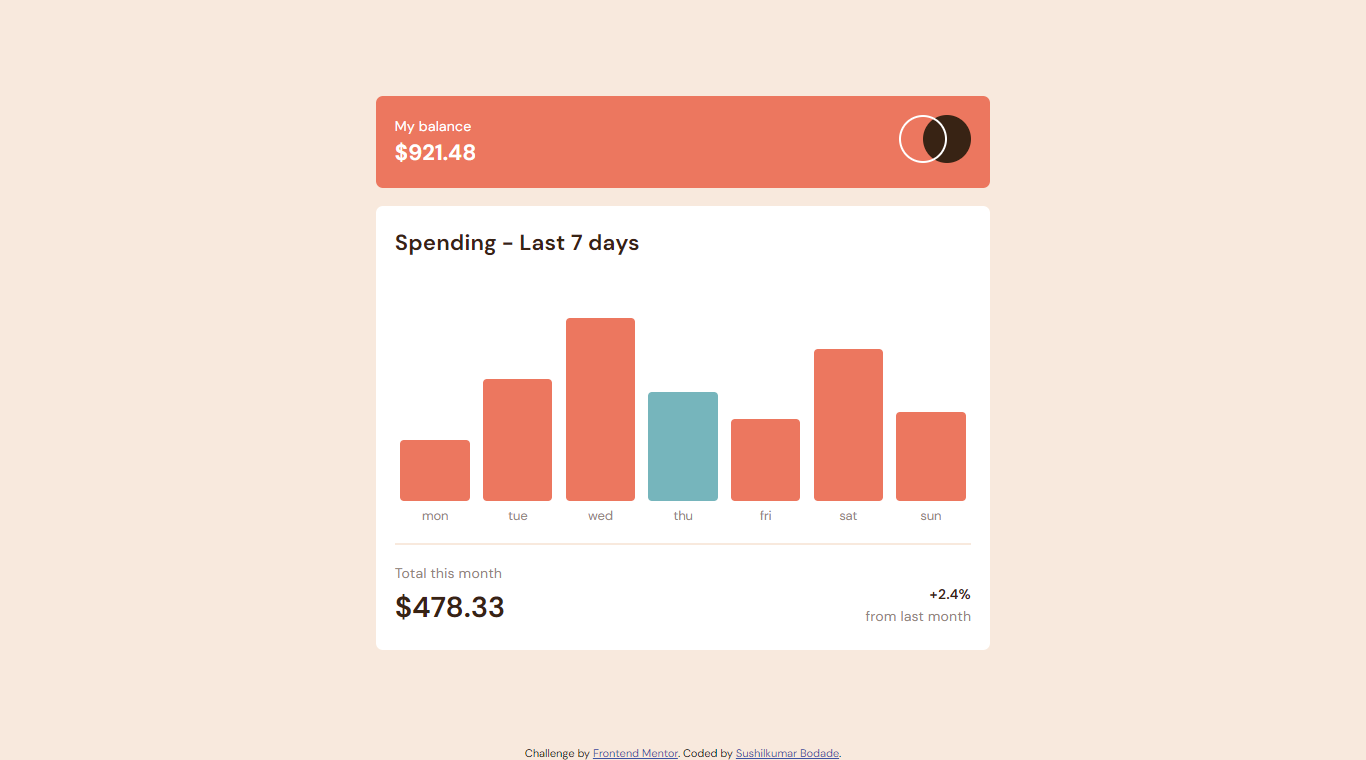 My balance
$921.48
Spending - Last 7 days
mon tue wed thu fri sat sun
Total this month
$478.33
+2.4%
from last month
Challenge by Frontend Mentor. Coded by Sushilkumar Bodade.